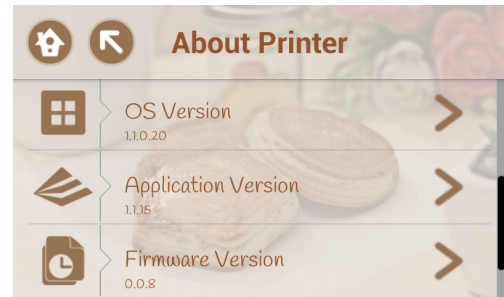 About Printer
OS Version
1.1.0.20
Application Version
1.1.15
Firmware Version
0.0.8